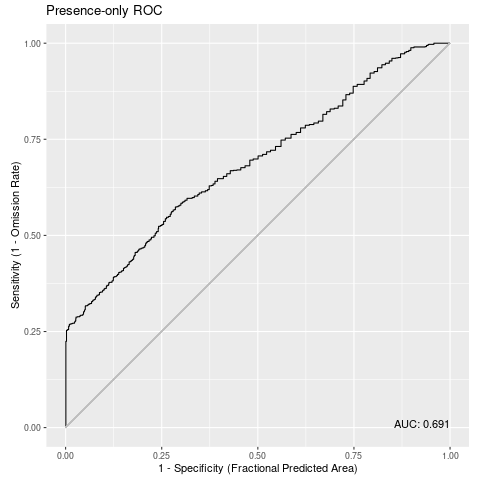 Presence-only ROC
Sensitivity (1 - Omission Rate)
1.00
0.75
0.50
0.25
0.00
AUC: 0.691
0.00 0.25 0.50 0.75 1.00
1 - Specificity (Fractional Predicted Area)